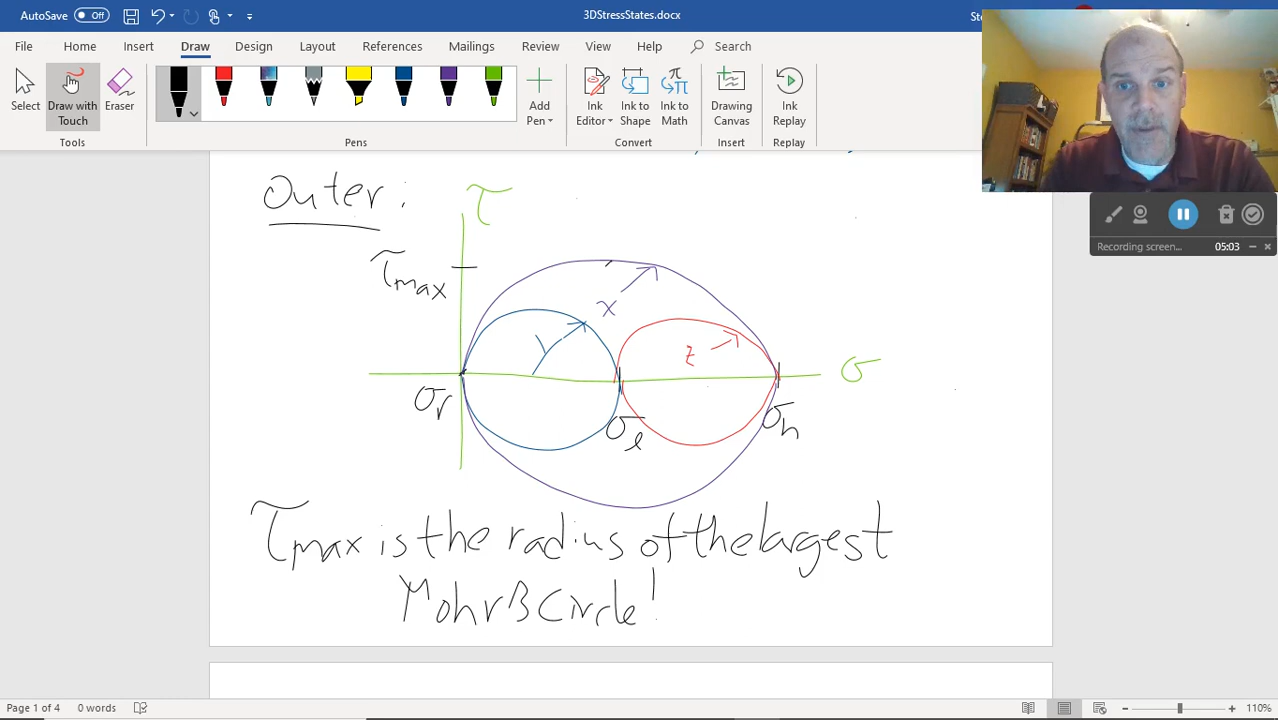 AutoSave Off 3DStressStates.docx Ste
File Home Insert Draw Design Layout References Mailings Review View Help Search
Select Draw with Touch Eraser Add Pen Ink Editor Ink to Shape Ink to Math Drawing Canvas Ink Replay
Tools Pens Convert Insert Replay
Recording screen... 05:03
Outer:
τ
τmax
x
y
z
σ
σr
σℓ
σh
τmax is the radius of the largest
Mohr's Circle!
Page 1 of 4 0 words 110%